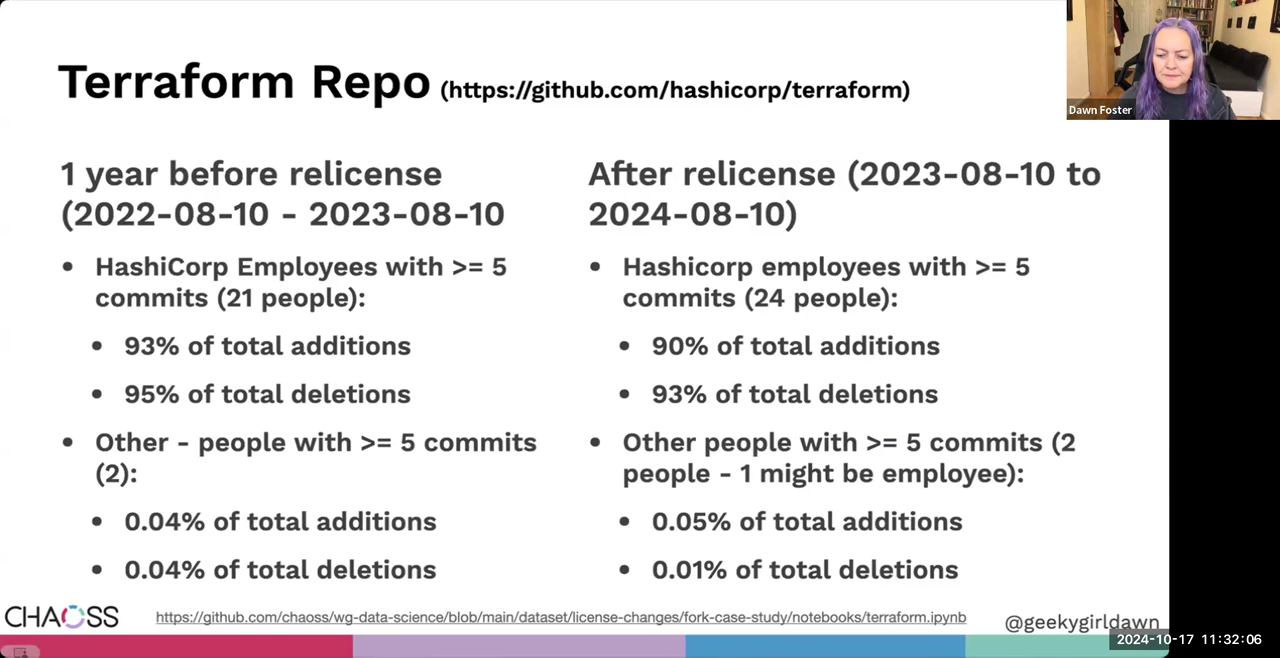 Terraform Repo (https://github.com/hashicorp/terraform)
Dawn Foster
1 year before relicense
(2022-08-10 - 2023-08-10
• HashiCorp Employees with >= 5
commits (21 people):
• 93% of total additions
• 95% of total deletions
• Other - people with >= 5 commits
(2):
• 0.04% of total additions
• 0.04% of total deletions
After relicense (2023-08-10 to
2024-08-10)
• Hashicorp employees with >= 5
commits (24 people):
• 90% of total additions
• 93% of total deletions
• Other people with >= 5 commits (2
people - 1 might be employee):
• 0.05% of total additions
• 0.01% of total deletions
CHAOSS
https://github.com/chaoss/wg-data-science/blob/main/dataset/license-changes/fork-case-study/notebooks/terraform.ipynb
@geekygirldawn
2024-10-17 11:32:06